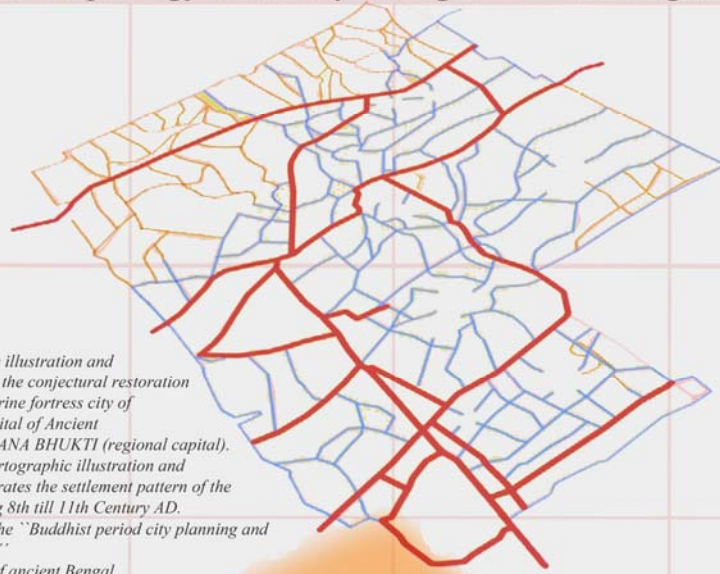 illustration and
the conjectural restoration
rine fortress city of
ital of Ancient
ANA BHUKTI (regional capital).
rtographic illustration and
rates the settlement pattern of the
8th till 11th Century AD.
he ``Buddhist period city planning and
´´
of ancient Bengal